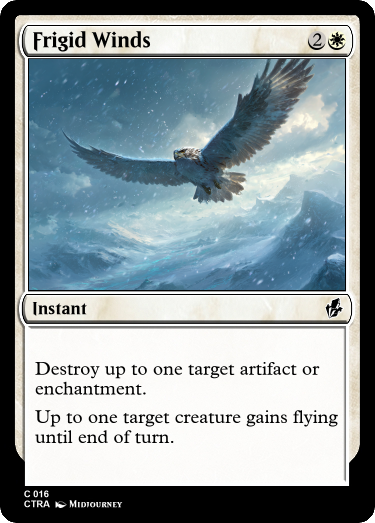 Frigid Winds 2
Instant
Destroy up to one target artifact or
enchantment.
Up to one target creature gains flying
until end of turn.
C 016
CTRA Midjourney